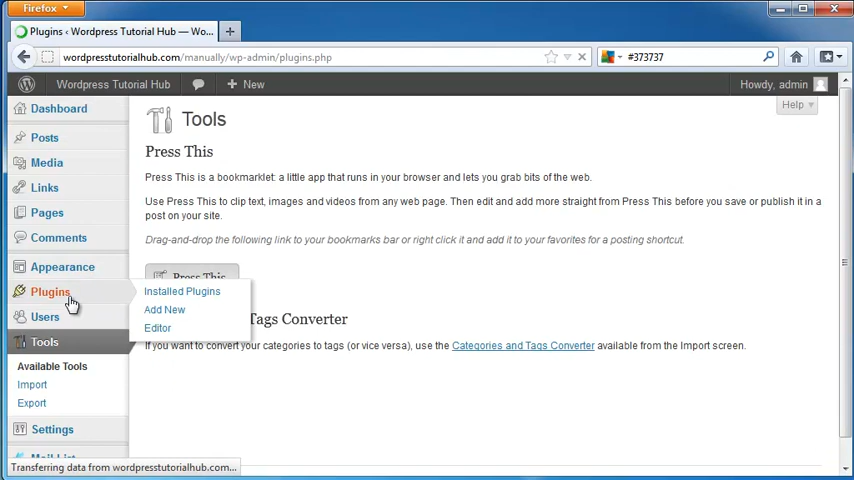 Firefox
Plugins ‹ Wordpress Tutorial Hub — Wo...
wordpresstutorialhub.com/manually/wp-admin/plugins.php
#373737
Wordpress Tutorial Hub
New
Howdy, admin
Help
Dashboard
Posts
Media
Links
Pages
Comments
Appearance
Plugins
Users
Tools
Available Tools
Import
Export
Settings
Mail List
Installed Plugins
Add New
Editor
Tools
Press This
Press This is a bookmarklet: a little app that runs in your browser and lets you grab bits of the web.
Use Press This to clip text, images and videos from any web page. Then edit and add more straight from Press This before you save or publish it in a
post on your site.
Drag-and-drop the following link to your bookmarks bar or right click it and add it to your favorites for a posting shortcut.
Press This
Tags Converter
If you want to convert your categories to tags (or vice versa), use the Categories and Tags Converter available from the Import screen.
Transferring data from wordpresstutorialhub.com...